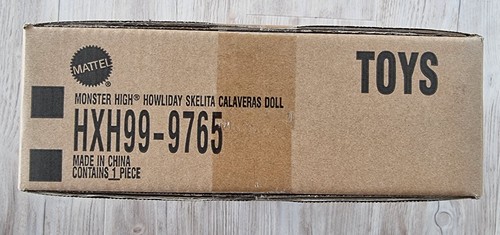 MATTEL
TOYS
MONSTER HIGH® HOWLIDAY SKELITA CALAVERAS DOLL
HXH99-9765
MADE IN CHINA
CONTAINS 1 PIECE